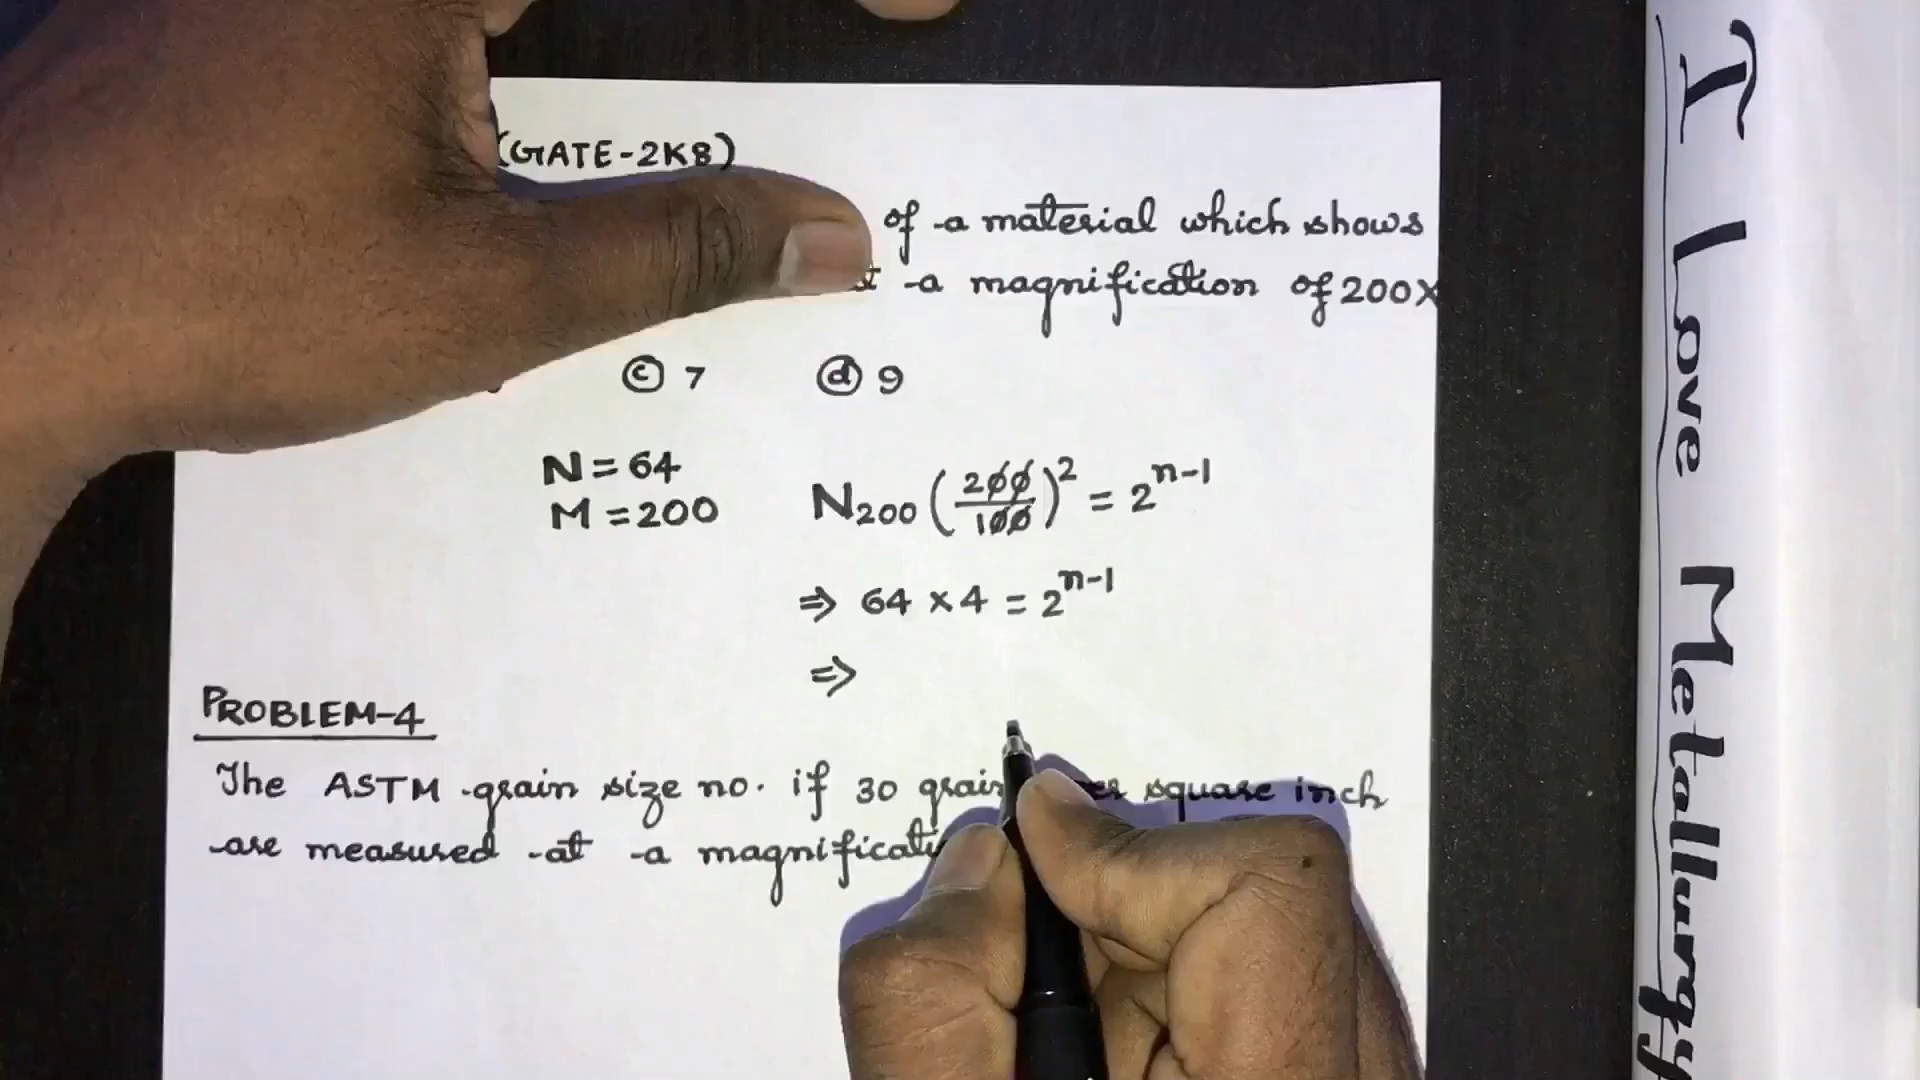 (GATE-2K8)
of a material which shows
a magnification of 200X
ⓒ 7 ⓓ 9
N = 64
M = 200
N200 (200/100)² = 2^n-1
⇒ 64 × 4 = 2^n-1
⇒
PROBLEM-4
The ASTM grain size no. if 30 grain square inch
are measured at a magnificati
I Love Metallurgy